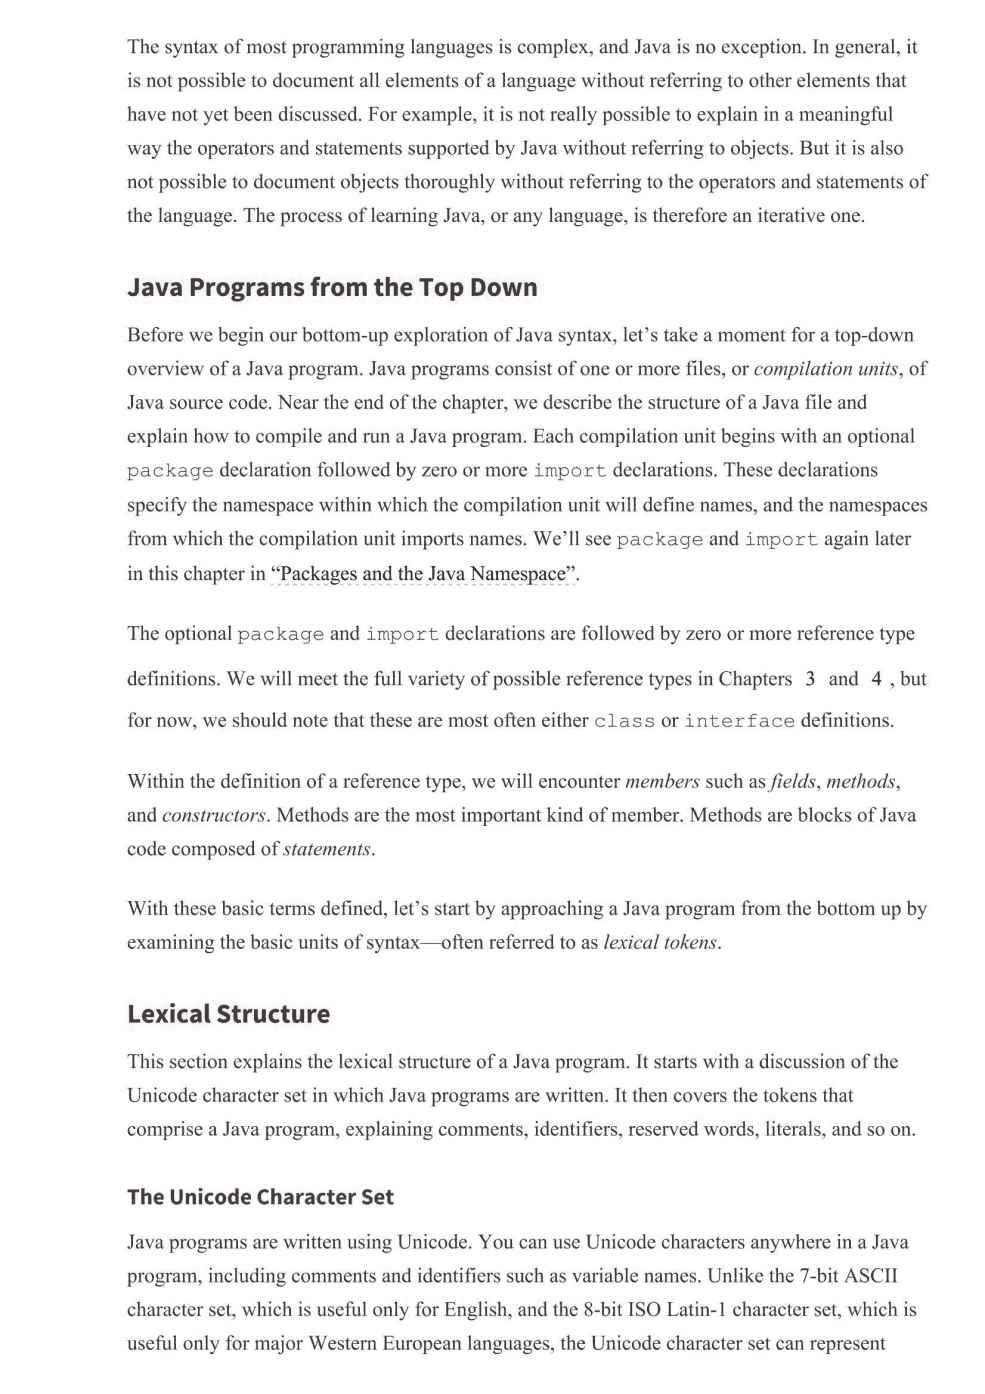 The syntax of most programming languages is complex, and Java is no exception. In general, it
is not possible to document all elements of a language without referring to other elements that
have not yet been discussed. For example, it is not really possible to explain in a meaningful
way the operators and statements supported by Java without referring to objects. But it is also
not possible to document objects thoroughly without referring to the operators and statements of
the language. The process of learning Java, or any language, is therefore an iterative one.
Java Programs from the Top Down
Before we begin our bottom-up exploration of Java syntax, let’s take a moment for a top-down
overview of a Java program. Java programs consist of one or more files, or compilation units, of
Java source code. Near the end of the chapter, we describe the structure of a Java file and
explain how to compile and run a Java program. Each compilation unit begins with an optional
package declaration followed by zero or more import declarations. These declarations
specify the namespace within which the compilation unit will define names, and the namespaces
from which the compilation unit imports names. We’ll see package and import again later
in this chapter in “Packages and the Java Namespace”.
The optional package and import declarations are followed by zero or more reference type
definitions. We will meet the full variety of possible reference types in Chapters 3 and 4 , but
for now, we should note that these are most often either class or interface definitions.
Within the definition of a reference type, we will encounter members such as fields, methods,
and constructors. Methods are the most important kind of member. Methods are blocks of Java
code composed of statements.
With these basic terms defined, let’s start by approaching a Java program from the bottom up by
examining the basic units of syntax—often referred to as lexical tokens.
Lexical Structure
This section explains the lexical structure of a Java program. It starts with a discussion of the
Unicode character set in which Java programs are written. It then covers the tokens that
comprise a Java program, explaining comments, identifiers, reserved words, literals, and so on.
The Unicode Character Set
Java programs are written using Unicode. You can use Unicode characters anywhere in a Java
program, including comments and identifiers such as variable names. Unlike the 7-bit ASCII
character set, which is useful only for English, and the 8-bit ISO Latin-1 character set, which is
useful only for major Western European languages, the Unicode character set can represent